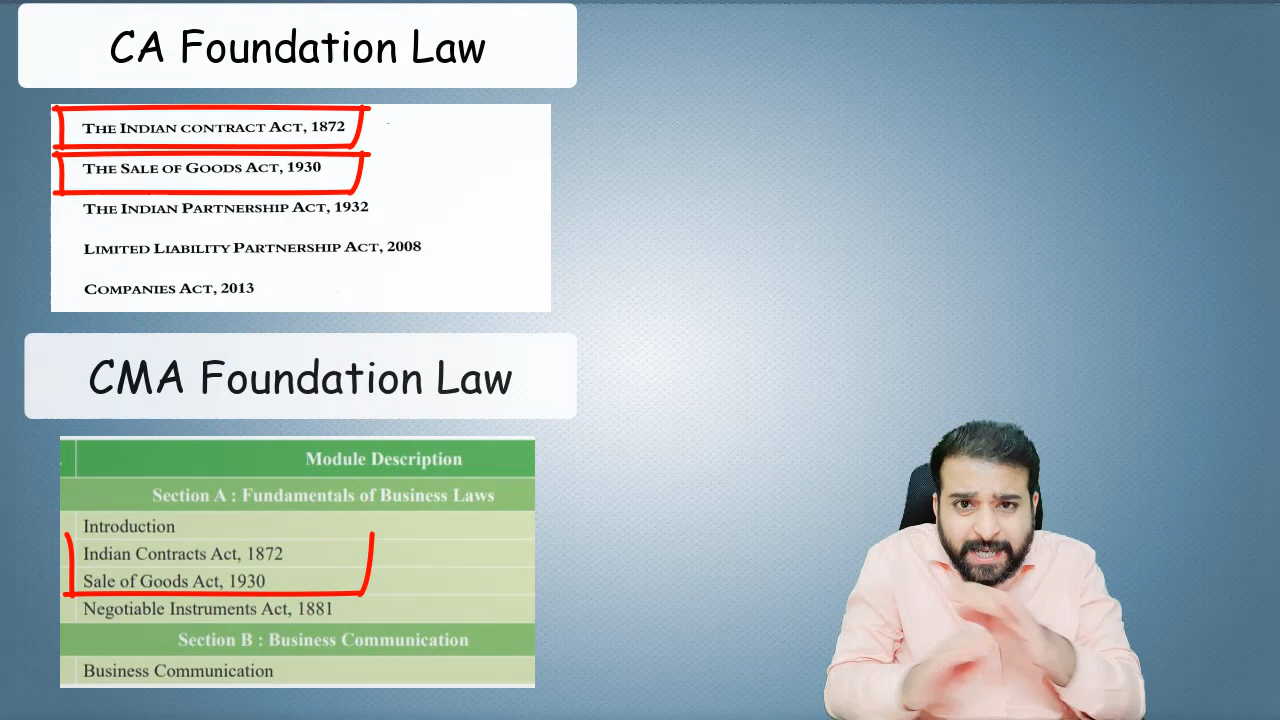 CA Foundation Law
THE INDIAN CONTRACT ACT, 1872
THE SALE OF GOODS ACT, 1930
THE INDIAN PARTNERSHIP ACT, 1932
LIMITED LIABILITY PARTNERSHIP ACT, 2008
COMPANIES ACT, 2013
CMA Foundation Law
Module Description
Section A : Fundamentals of Business Laws
Introduction
Indian Contracts Act, 1872
Sale of Goods Act, 1930
Negotiable Instruments Act, 1881
Section B : Business Communication
Business Communication